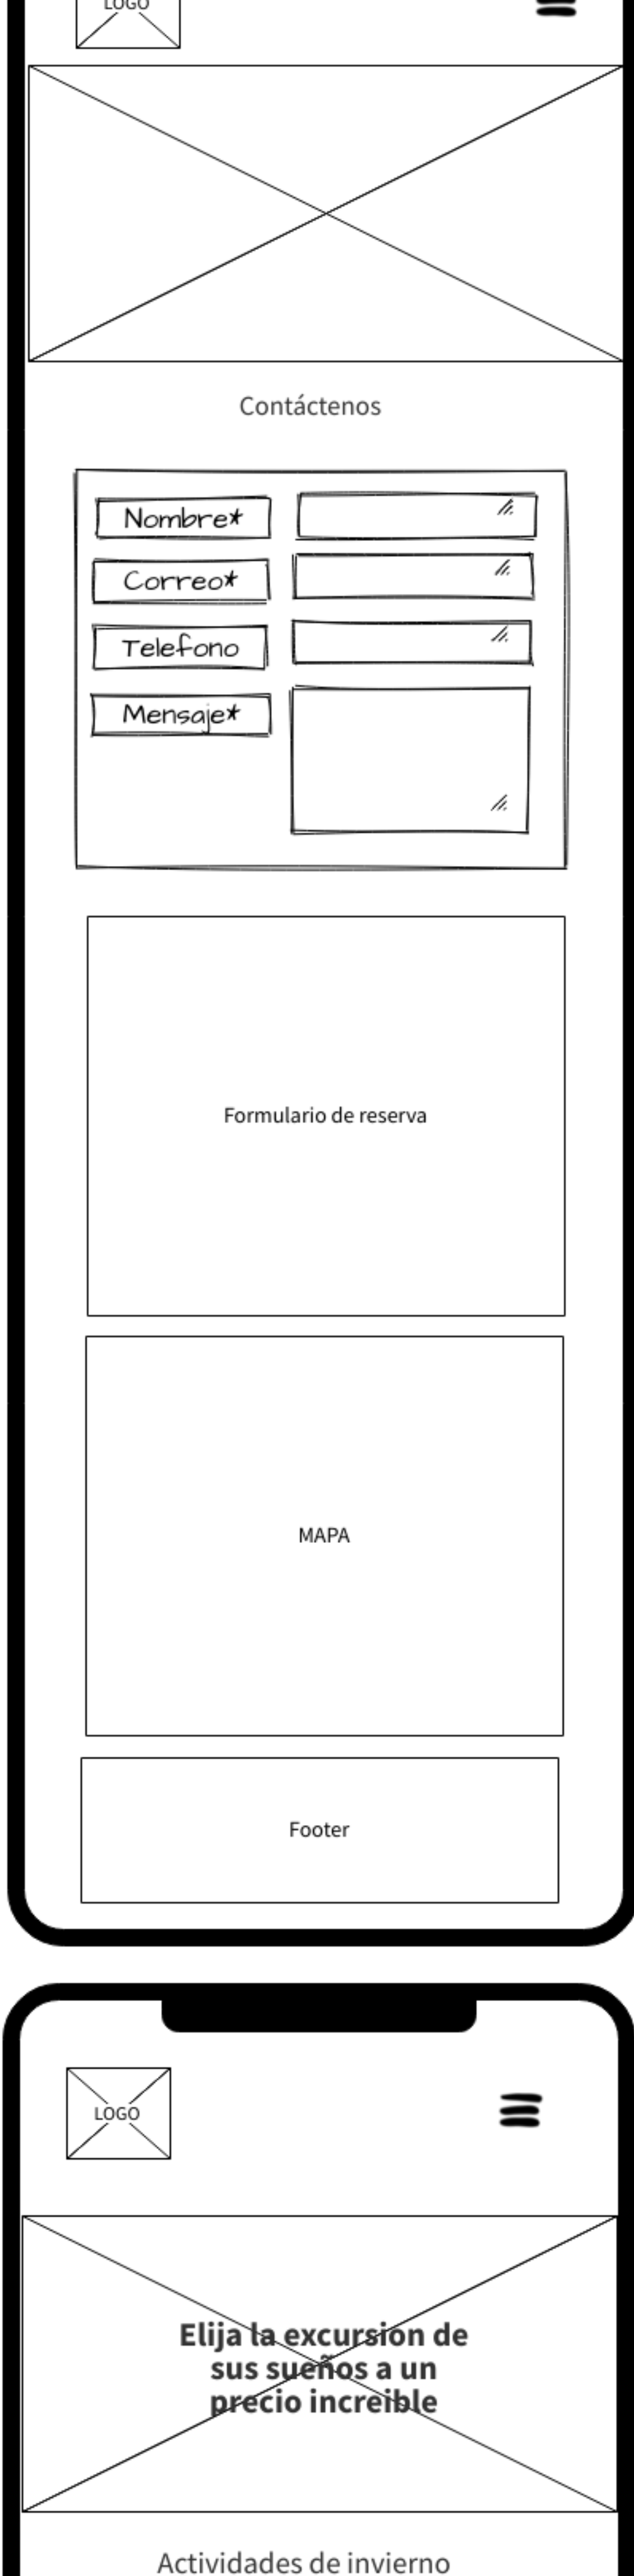 LOGO
Contáctenos
Nombre*
Correo*
Telefono
Mensaje*
Formulario de reserva
MAPA
Footer
LOGO
Elija la excursion de
sus sueños a un
precio increible
Actividades de invierno